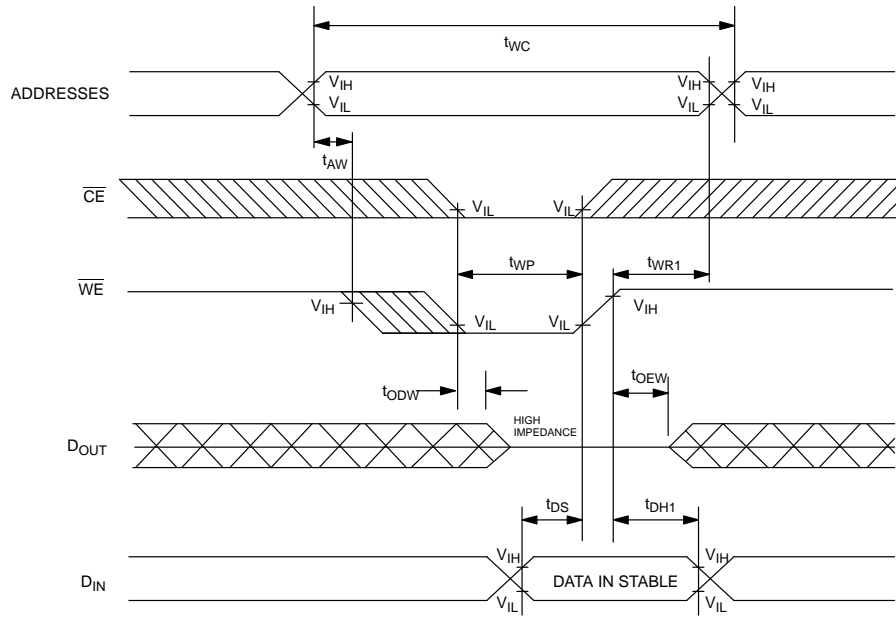 tWC
ADDRESSES
VIH VIH VIH
VIL VIL VIL
tAW
CE
VIL VIL
tWP tWR1
WE
VIH VIH
VIL VIL
tODW tOEW
HIGH
IMPEDANCE
DOUT
tDS tDH1
VIH VIH
DIN DATA IN STABLE
VIL VIL